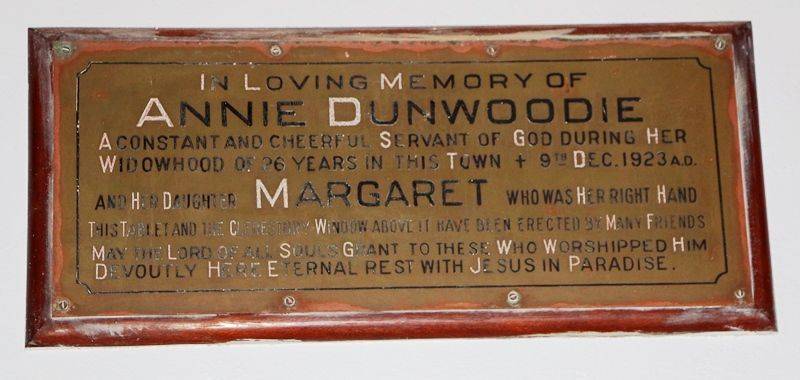 IN LOVING MEMORY OF
ANNIE DUNWOODIE
A CONSTANT AND CHEERFUL SERVANT OF GOD DURING HER
WIDOWHOOD OF 26 YEARS IN THIS TOWN + 9TH DEC. 1923 A.D.
AND HER DAUGHTER MARGARET WHO WAS HER RIGHT HAND
THIS TABLET AND THE CLERESTORY WINDOW ABOVE IT HAVE BEEN ERECTED BY MANY FRIENDS
MAY THE LORD OF ALL SOULS GRANT TO THESE WHO WORSHIPPED HIM
DEVOUTLY HERE ETERNAL REST WITH JESUS IN PARADISE.